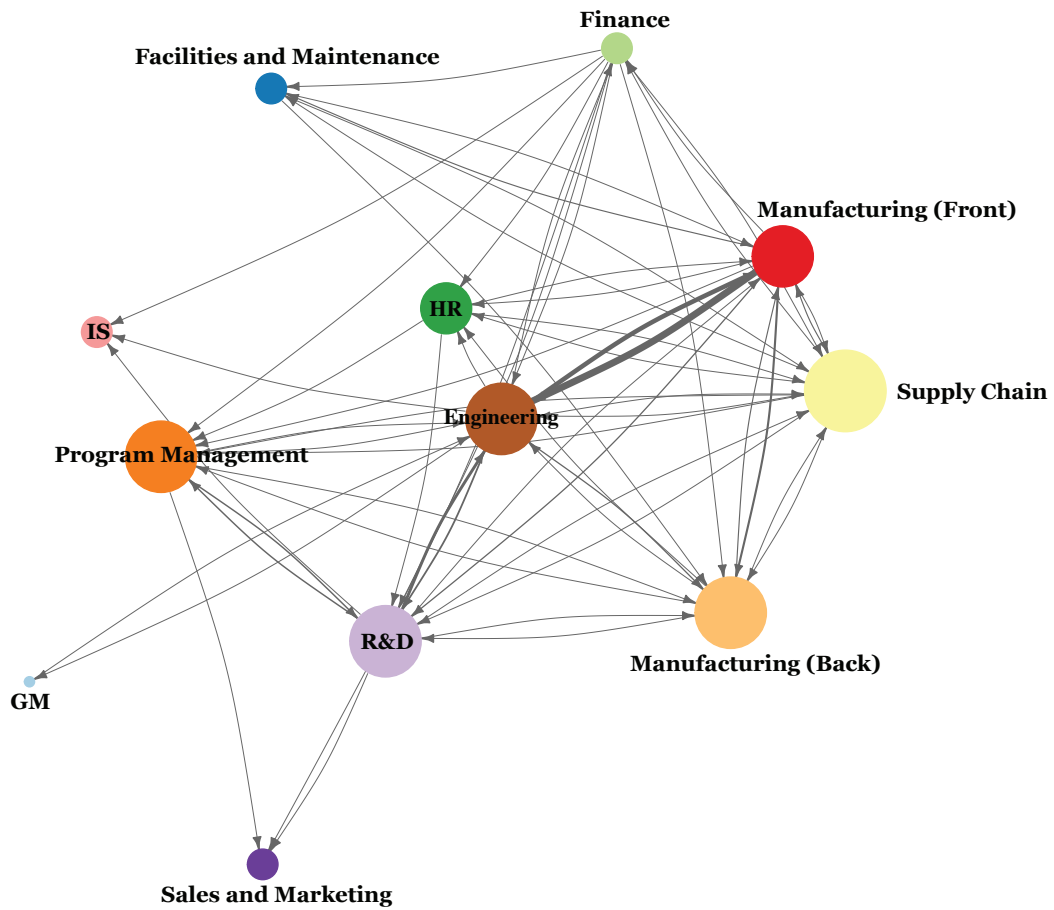 Finance
Facilities and Maintenance
Manufacturing (Front)
HR
IS
Supply Chain
Engineering
Program Management
R&D
Manufacturing (Back)
GM
Sales and Marketing